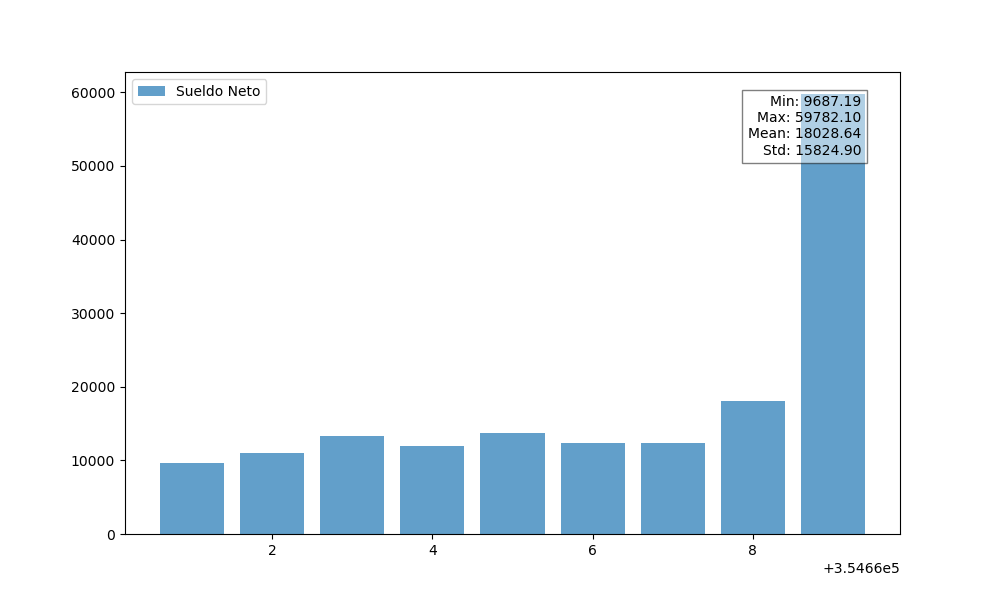 Sueldo Neto
Min: 9687.19
Max: 59782.10
Mean: 18028.64
Std: 15824.90
60000
50000
40000
30000
20000
10000
0
2 4 6 8
+3.5466e5